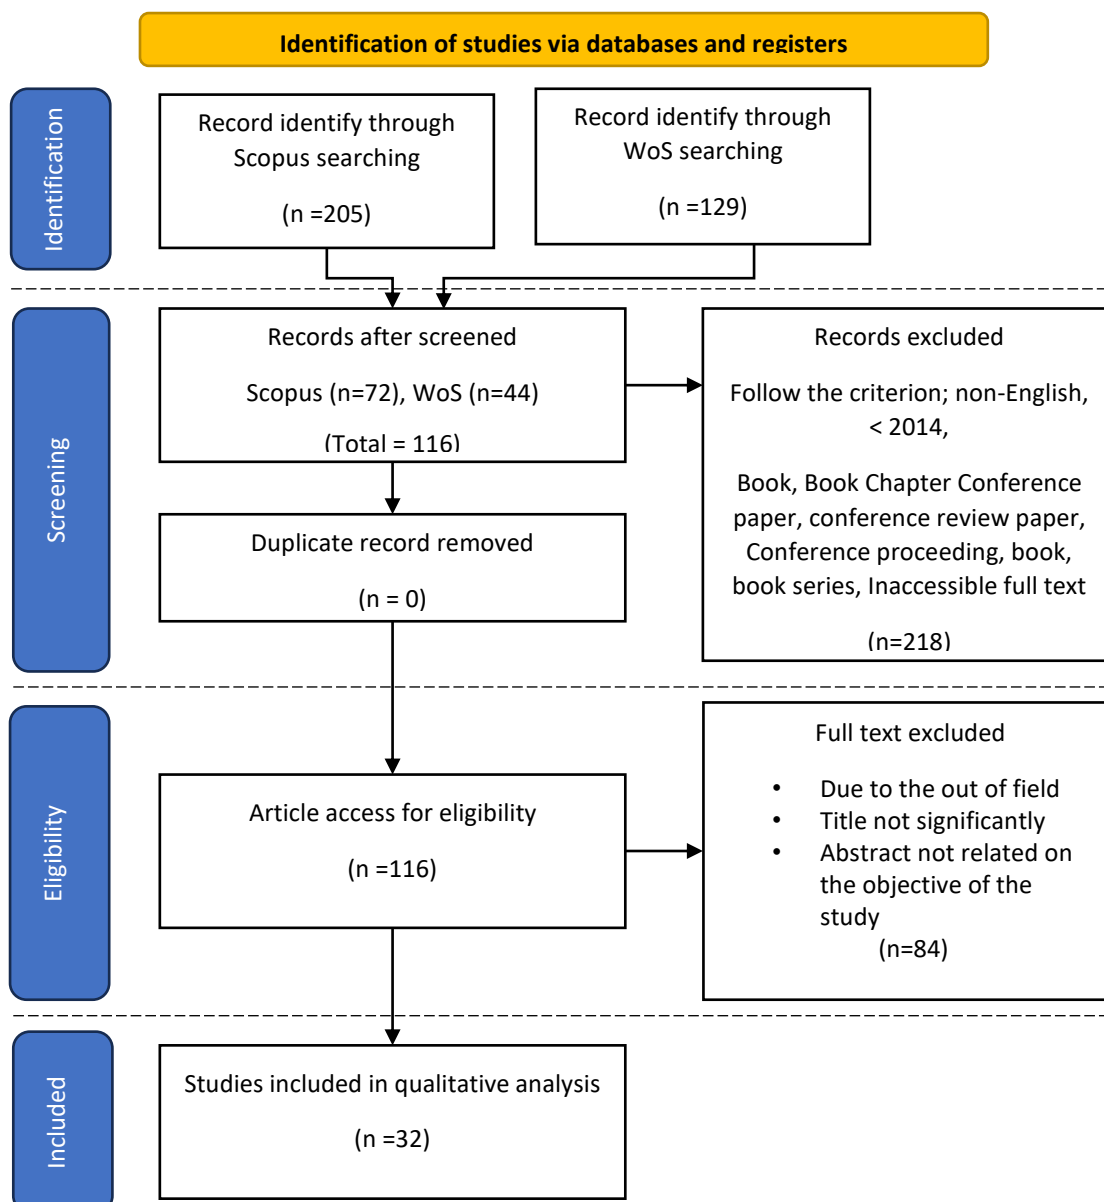 Identification of studies via databases and registers
Identification
Record identify through
Scopus searching
(n =205)
Record identify through
WoS searching
(n =129)
Screening
Records after screened
Scopus (n=72), WoS (n=44)
(Total = 116)
Records excluded
Follow the criterion; non-English,
< 2014,
Book, Book Chapter Conference
paper, conference review paper,
Conference proceeding, book,
book series, Inaccessible full text
(n=218)
Duplicate record removed
(n = 0)
Eligibility
Article access for eligibility
(n =116)
Full text excluded
• Due to the out of field
• Title not significantly
• Abstract not related on
the objective of the
study
(n=84)
Included
Studies included in qualitative analysis
(n =32)